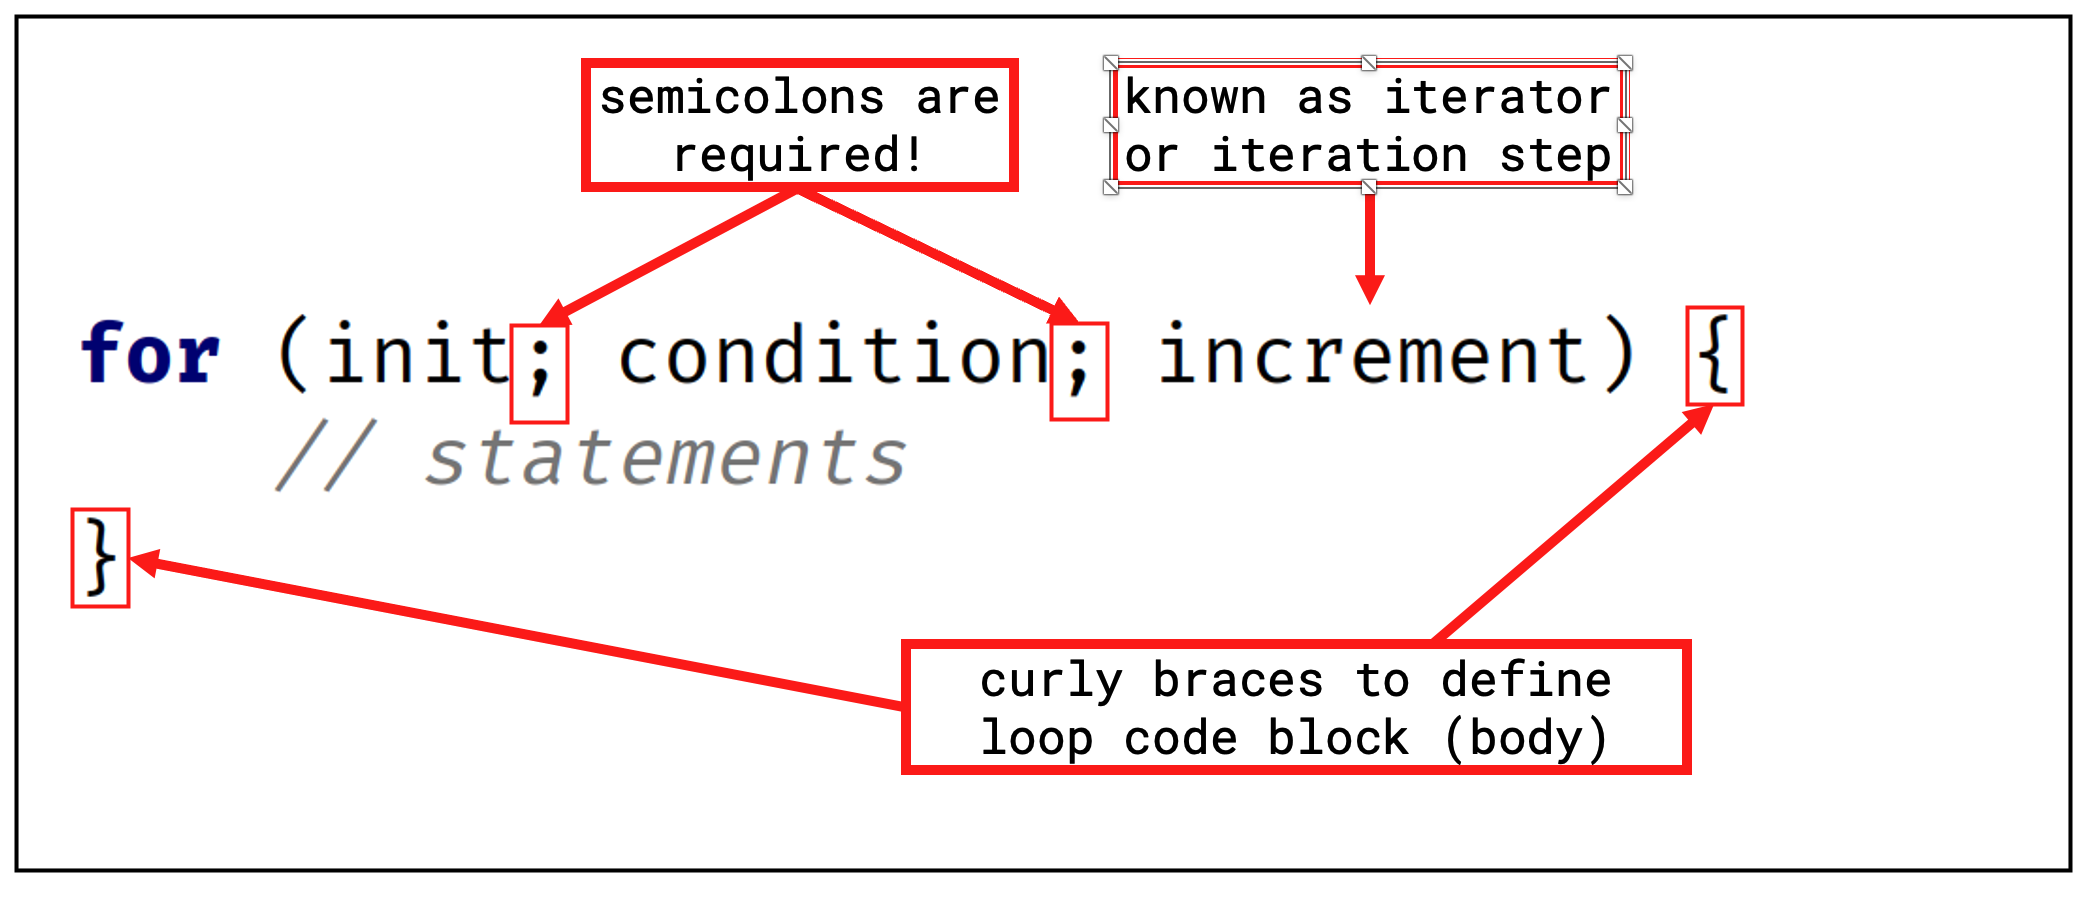 semicolons are
required!
known as iterator
or iteration step
for (init; condition; increment) {
// statements
}
curly braces to define
loop code block (body)